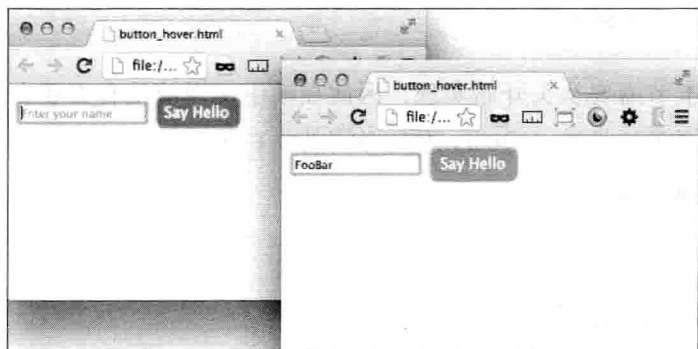 button_hover.html
file:/...
Enter your name
Say Hello
button_hover.html
file:/...
FooBar
Say Hello